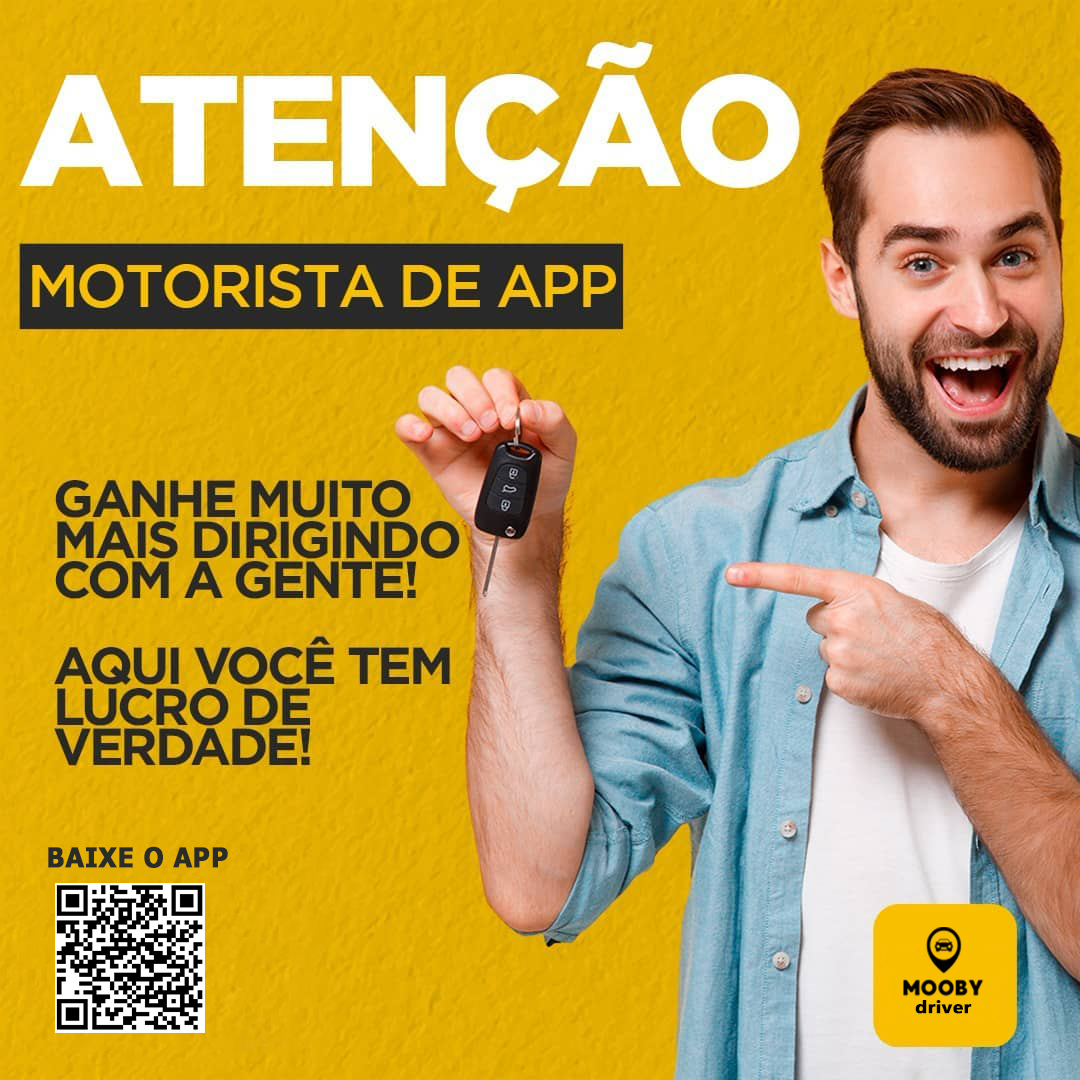 ATENÇÃO
MOTORISTA DE APP
GANHE MUITO
MAIS DIRIGINDO
COM A GENTE!
AQUI VOCÊ TEM
LUCRO DE
VERDADE!
BAIXE O APP
MOOBY
driver